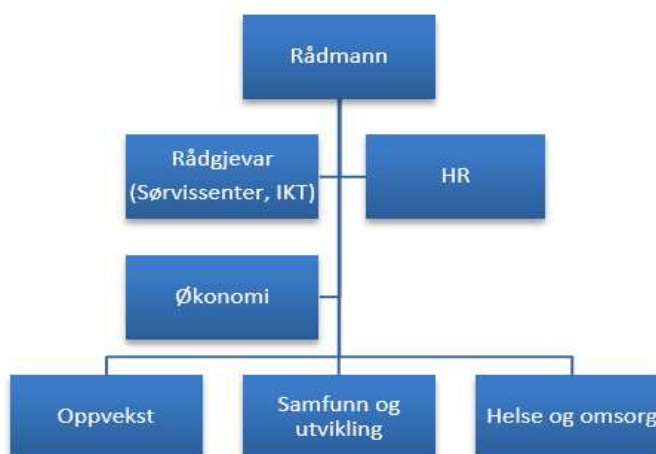 Rådmann
Rådgjevar
(Sørvissenter, IKT)
HR
Økonomi
Oppvekst
Samfunn og
utvikling
Helse og omsorg